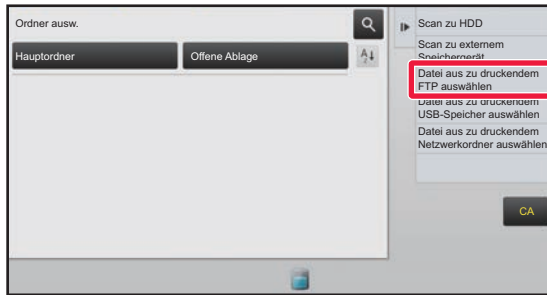 Ordner ausw.
Hauptordner
Offene Ablage
Scan zu HDD
Scan zu externem
Speichergerät
Datei aus zu druckendem
FTP auswählen
Datei aus zu druckendem
USB-Speicher auswählen
Datei aus zu druckendem
Netzwerkordner auswählen
CA